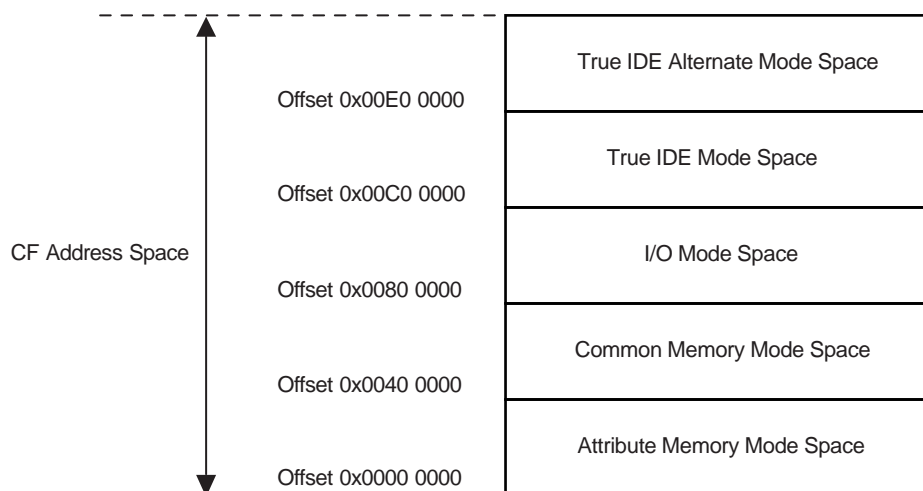 True IDE Alternate Mode Space
Offset 0x00E0 0000
True IDE Mode Space
Offset 0x00C0 0000
CF Address Space
I/O Mode Space
Offset 0x0080 0000
Common Memory Mode Space
Offset 0x0040 0000
Attribute Memory Mode Space
Offset 0x0000 0000